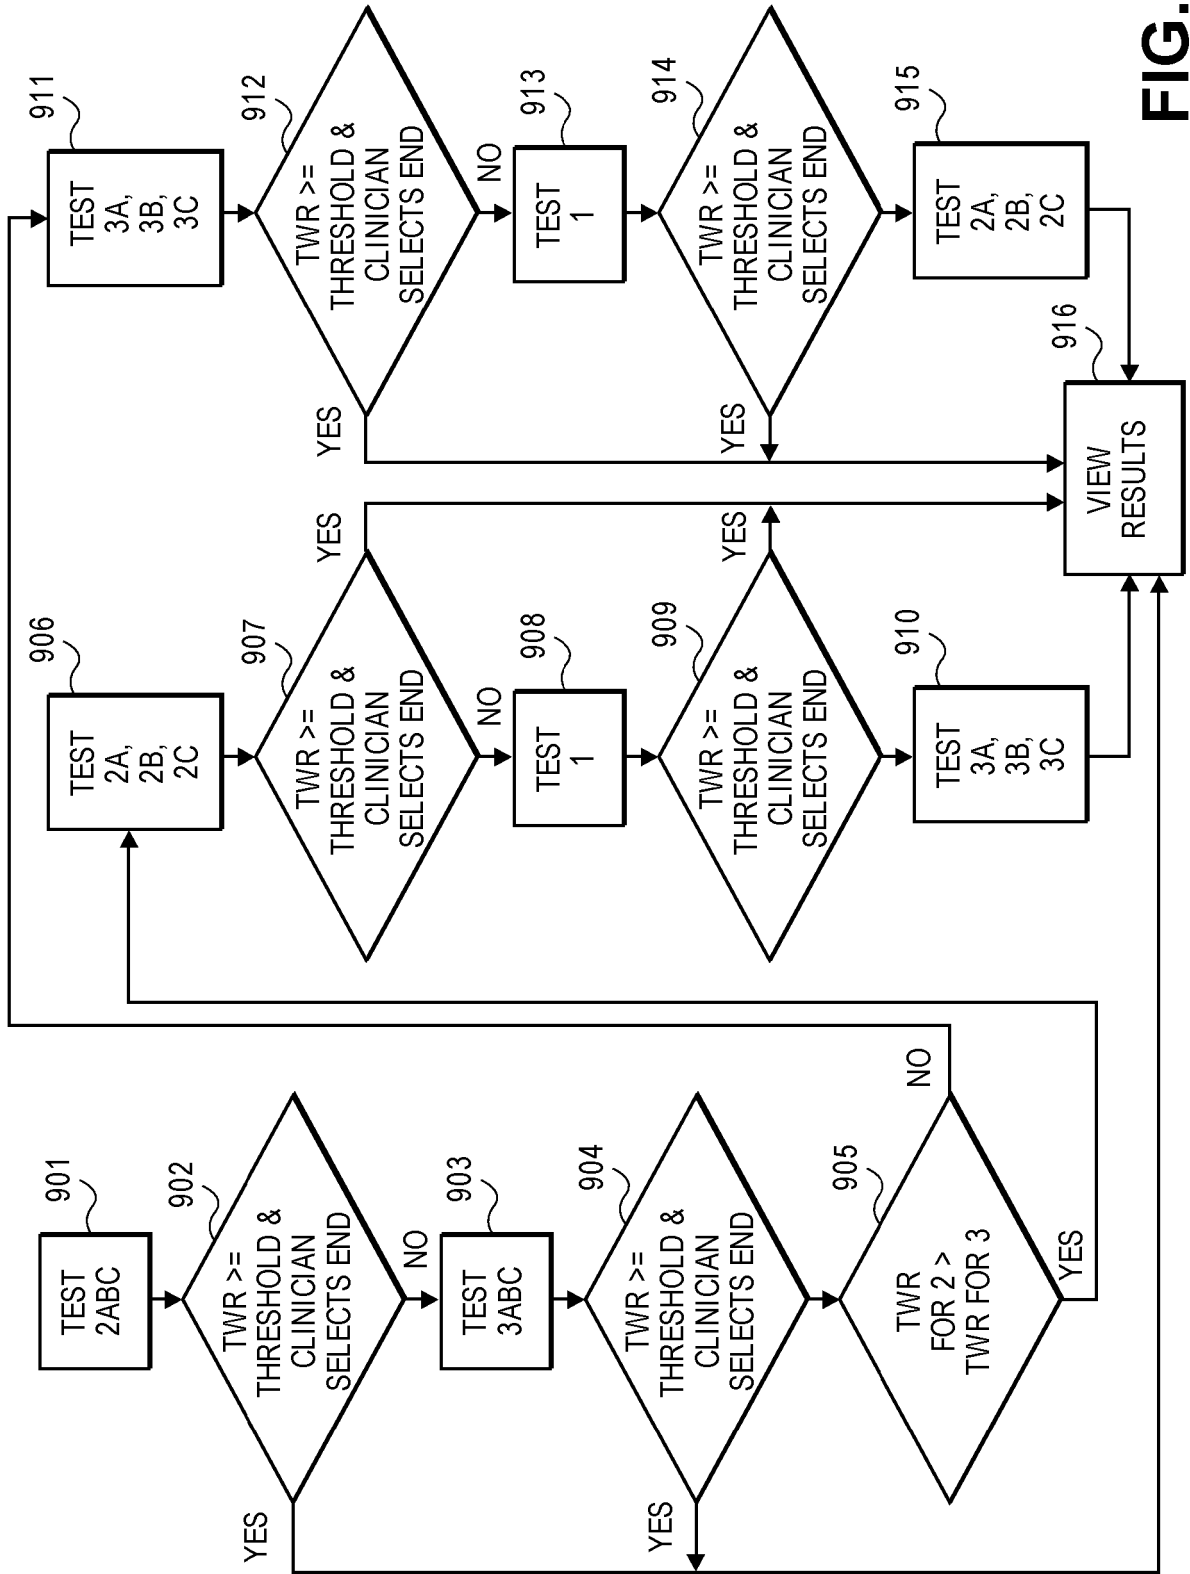 901
TEST
2ABC
902
TWR >=
THRESHOLD &
CLINICIAN
SELECTS END
YES
NO
903
TEST
3ABC
904
TWR >=
THRESHOLD &
CLINICIAN
SELECTS END
YES
905
TWR
FOR 2 >
TWR FOR 3
NO
YES
906
TEST
2A,
2B,
2C
907
TWR >=
THRESHOLD &
CLINICIAN
SELECTS END
YES
NO
908
TEST
1
909
TWR >=
THRESHOLD &
CLINICIAN
SELECTS END
YES
910
TEST
3A,
3B,
3C
911
TEST
3A,
3B,
3C
912
TWR >=
THRESHOLD &
CLINICIAN
SELECTS END
YES
NO
913
TEST
1
914
TWR >=
THRESHOLD &
CLINICIAN
SELECTS END
YES
915
TEST
2A,
2B,
2C
916
VIEW
RESULTS
FIG.